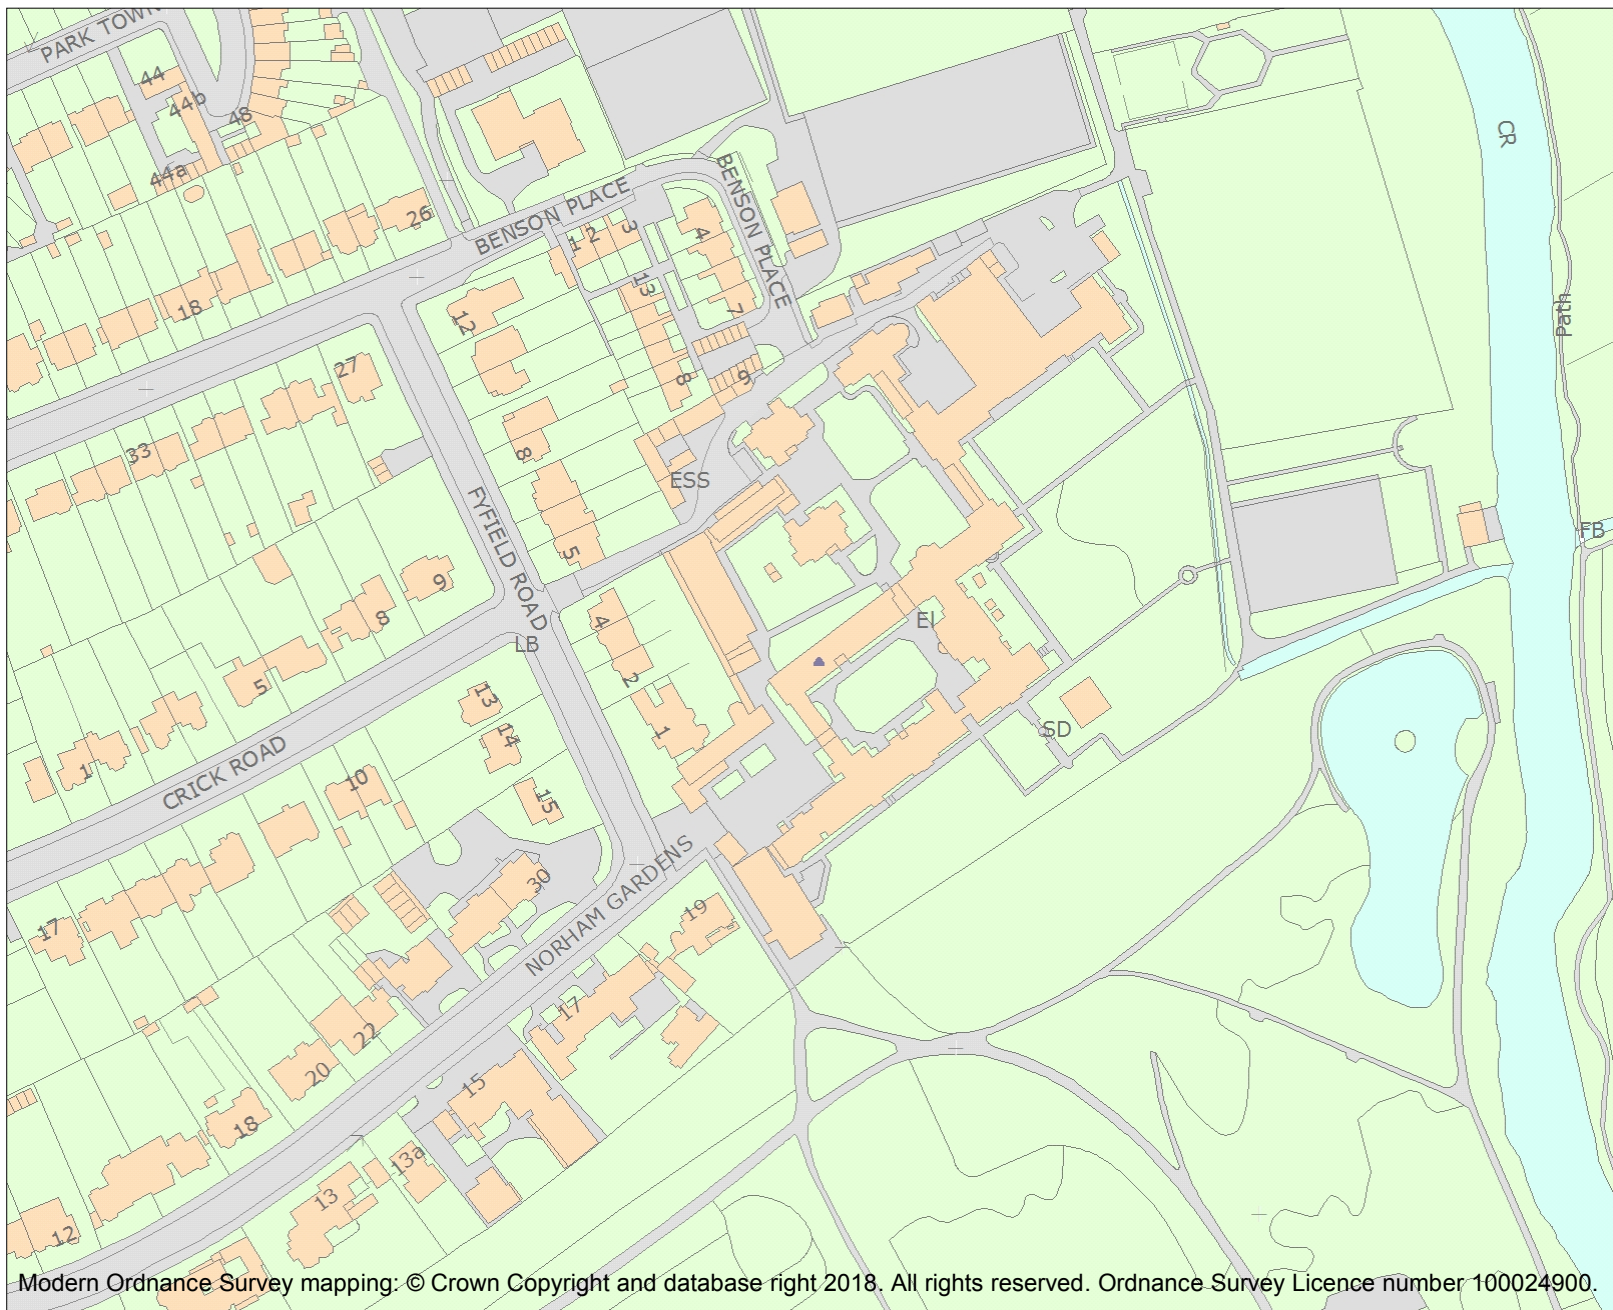 PARK TOWN
44
44b
48
44a
CR
26
BENSON PLACE
BENSON PLACE
1
2
3
4
13
7
18
12
Path
27
8
9
33
8
ESS
FYFIELD ROAD
5
FB
9
8
4
El
LB
5
2
13
1
14
SD
1
CRICK ROAD
10
15
30
NORHAM GARDENS
19
17
17
22
20
15
18
13a
13
12
Modern Ordnance Survey mapping: © Crown Copyright and database right 2018. All rights reserved. Ordnance Survey Licence number 100024900.